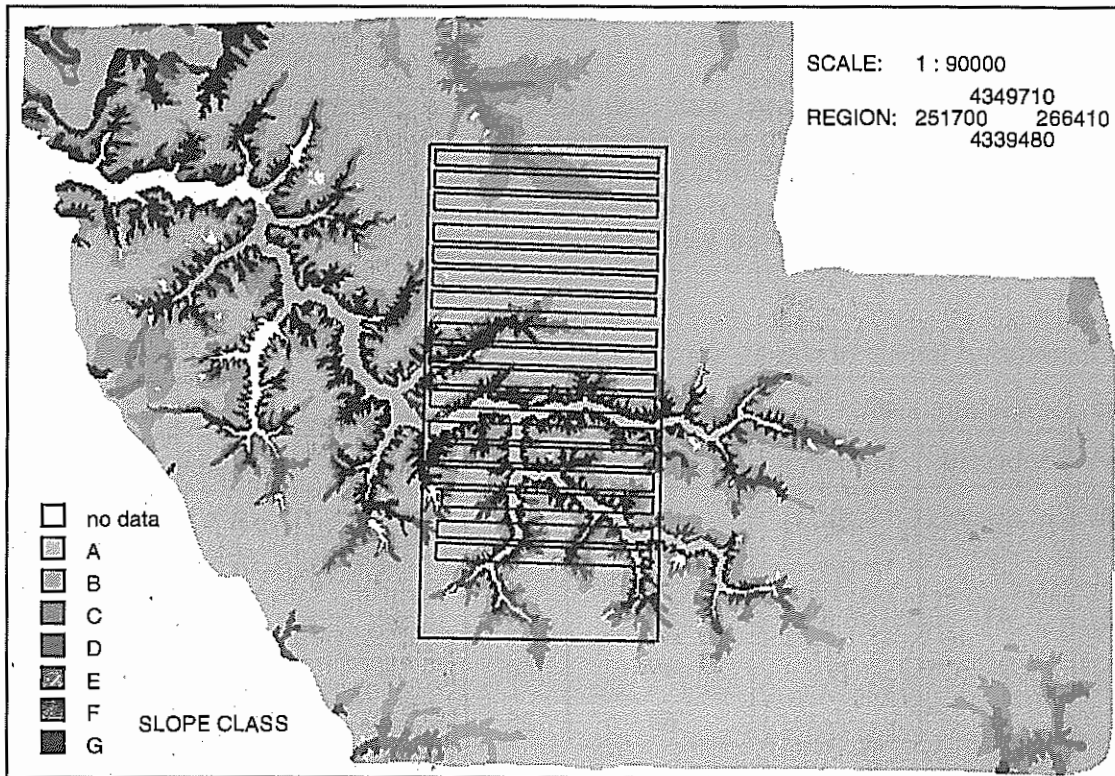 SCALE: 1 : 90000
4349710
REGION: 251700 266410
4339480
no data
A
B
C
D
E
F
G
SLOPE CLASS